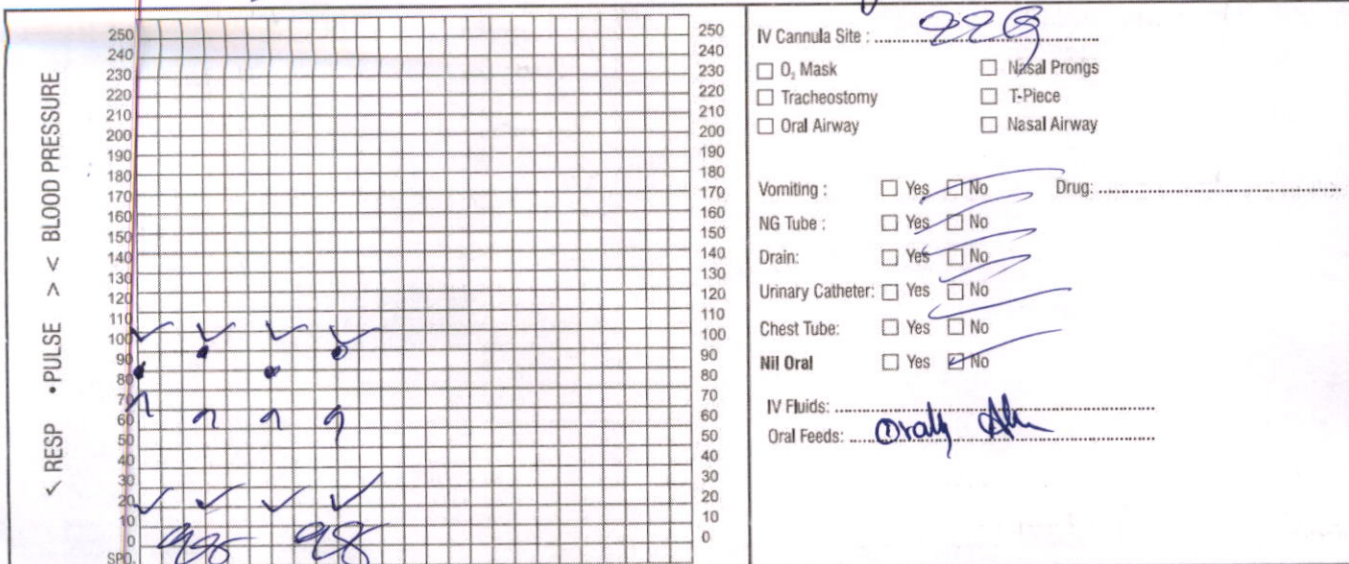 < RESP • PULSE > < BLOOD PRESSURE
250 250
240 240
230 230
220 220
210 210
200 200
190 190
180 180
170 170
160 160
150 150
140 140
130 130
120 120
110 110
100 100
90 90
80 80
70 70
60 60
50 50
40 40
30 30
20 20
10 10
0 0
SPO
98%  98%
IV Cannula Site : 22G
☐ O₂ Mask ☐ Nasal Prongs
☐ Tracheostomy ☐ T-Piece
☐ Oral Airway ☐ Nasal Airway
Vomiting : ☐ Yes ☐ No Drug:
NG Tube : ☐ Yes ☐ No
Drain: ☐ Yes ☐ No
Urinary Catheter: ☐ Yes ☐ No
Chest Tube: ☐ Yes ☐ No
Nil Oral ☐ Yes ☐ No
IV Fluids:
Oral Feeds: Orally